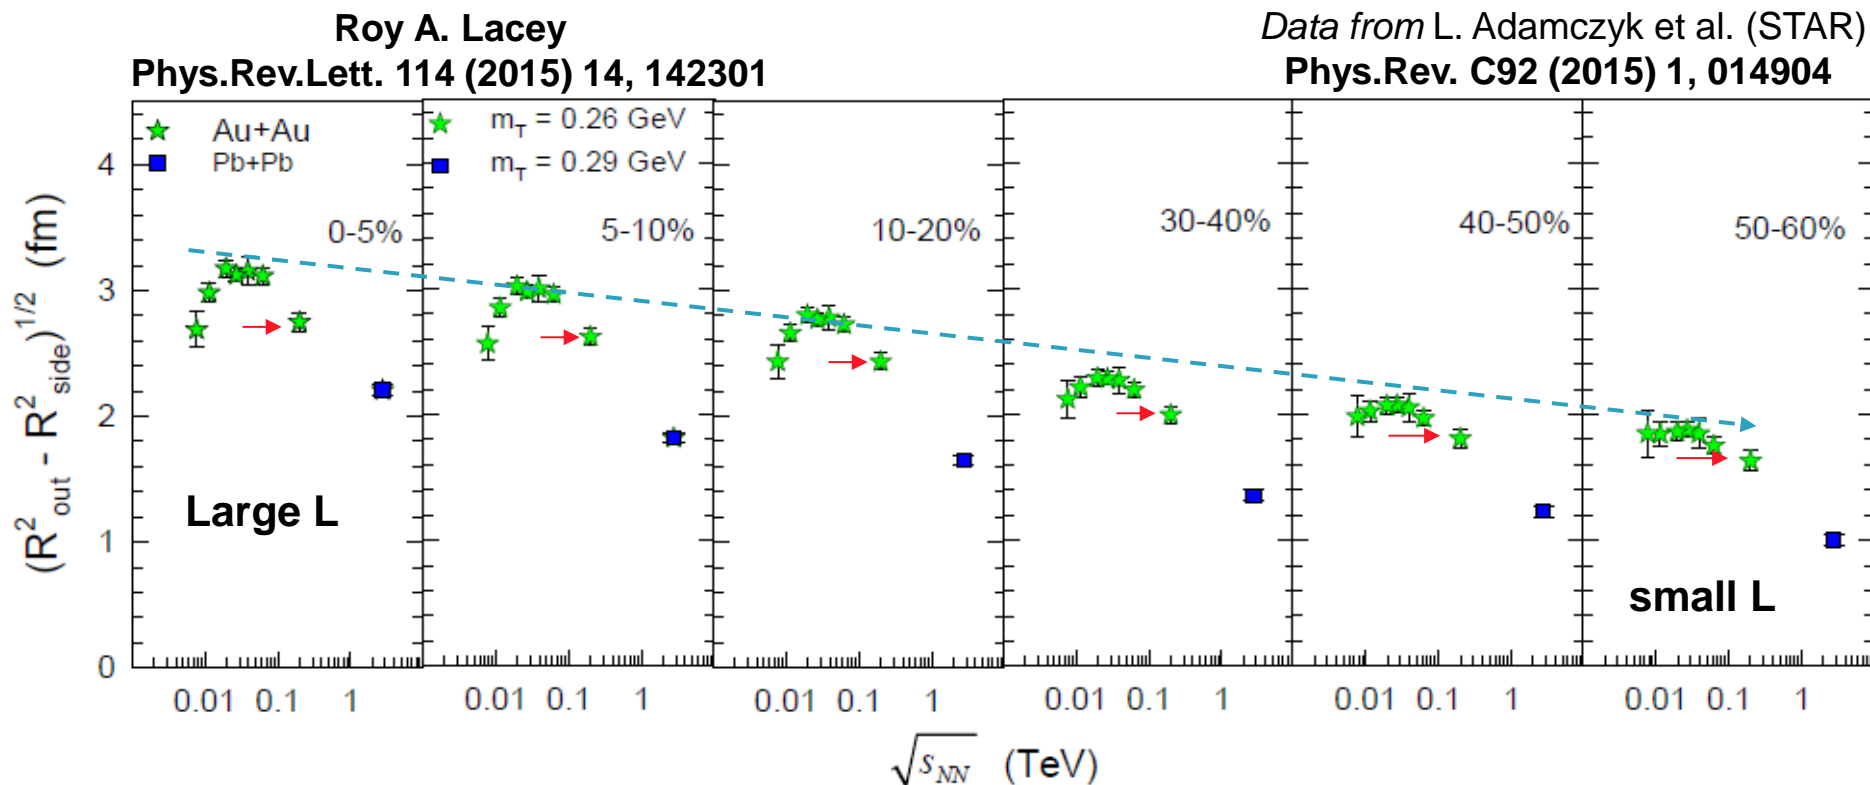 Roy A. Lacey
Phys.Rev.Lett. 114 (2015) 14, 142301
Data from L. Adamczyk et al. (STAR)
Phys.Rev. C92 (2015) 1, 014904
(R²out - R²side)^1/2 (fm)
4
3
2
1
0
Au+Au
Pb+Pb
mT = 0.26 GeV
mT = 0.29 GeV
0-5%
5-10%
10-20%
30-40%
40-50%
50-60%
Large L
small L
0.01 0.1 1
0.01 0.1 1
0.01 0.1 1
0.01 0.1 1
0.01 0.1 1
0.01 0.1 1
√sNN (TeV)